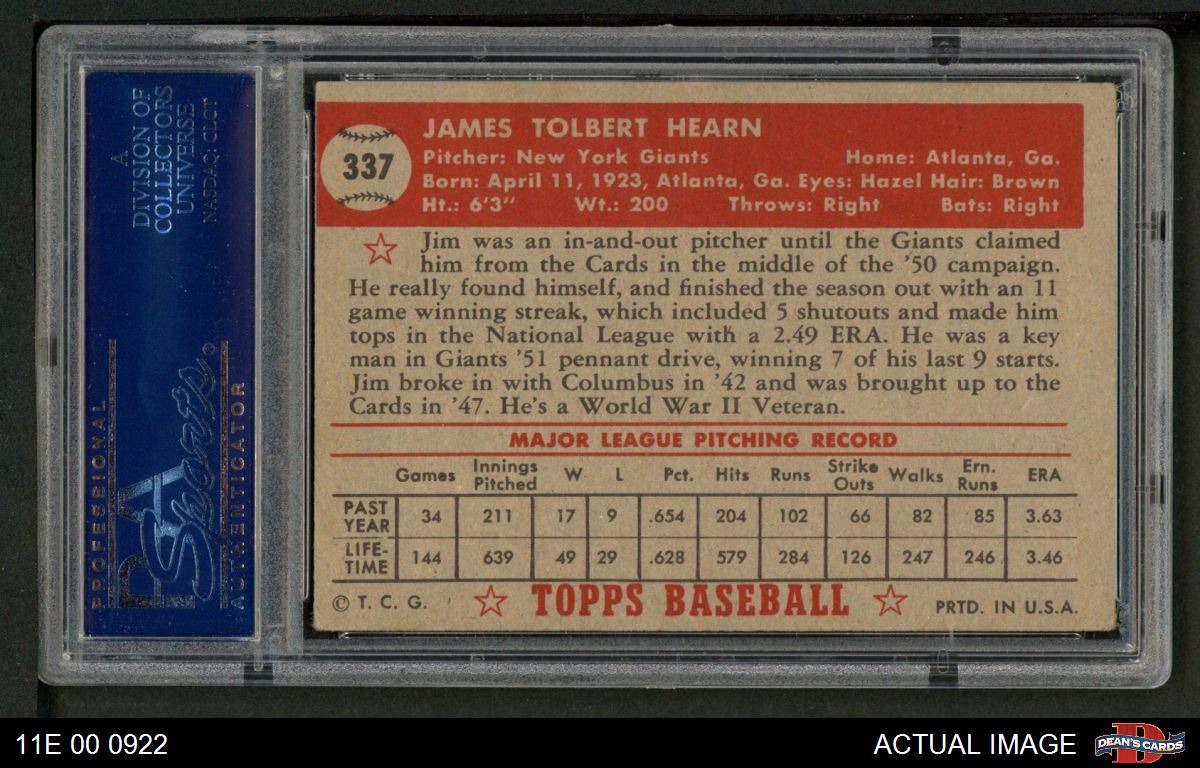 A
DIVISION OF
COLLECTORS
UNIVERSE
NASDAQ: CLCT
PROFESSIONAL
PSA
Sports
AUTHENTICATOR
337
JAMES TOLBERT HEARN
Pitcher: New York Giants Home: Atlanta, Ga.
Born: April 11, 1923, Atlanta, Ga. Eyes: Hazel Hair: Brown
Ht.: 6'3" Wt.: 200 Throws: Right Bats: Right
Jim was an in-and-out pitcher until the Giants claimed
him from the Cards in the middle of the '50 campaign.
He really found himself, and finished the season out with an 11
game winning streak, which included 5 shutouts and made him
tops in the National League with a 2.49 ERA. He was a key
man in Giants '51 pennant drive, winning 7 of his last 9 starts.
Jim broke in with Columbus in '42 and was brought up to the
Cards in '47. He's a World War II Veteran.
MAJOR LEAGUE PITCHING RECORD
Games Innings Pitched W L Pct. Hits Runs Strike Outs Walks Ern. Runs ERA
PAST YEAR 34 211 17 9 .654 204 102 66 82 85 3.63
LIFE-TIME 144 639 49 29 .628 579 284 126 247 246 3.46
© T. C. G. TOPPS BASEBALL PRTD. IN U.S.A.
11E 00 0922 ACTUAL IMAGE
D
DEAN'S CARDS